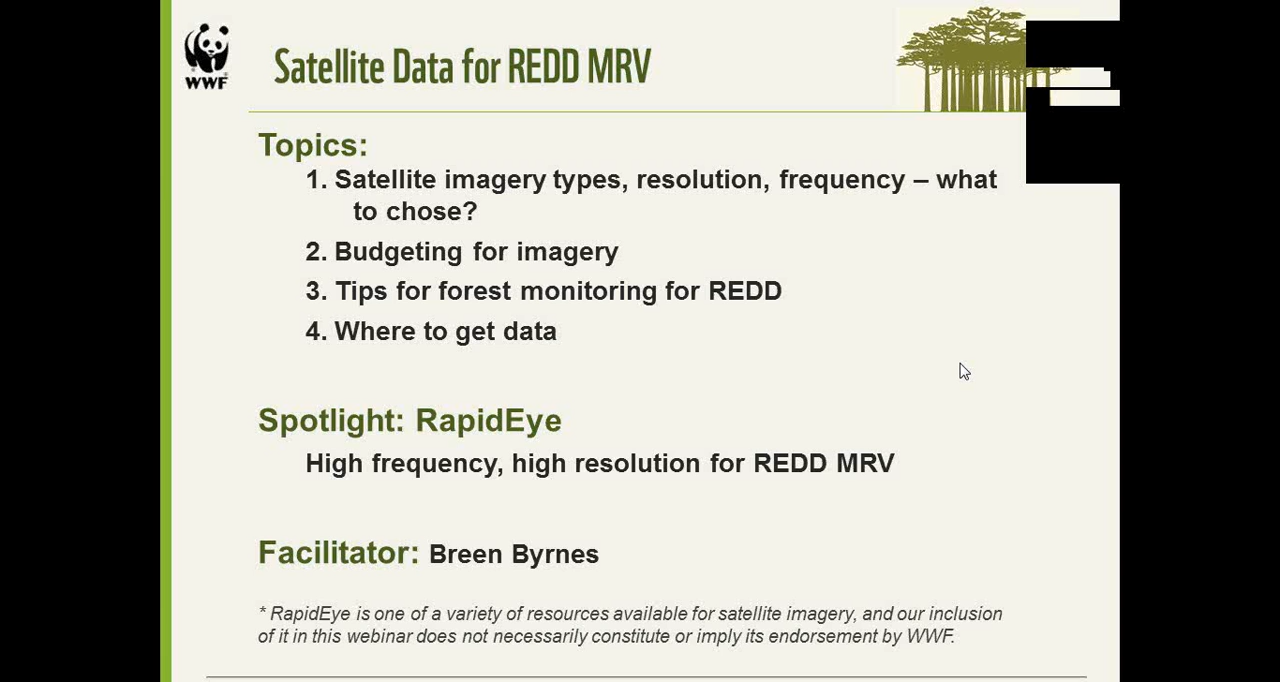 WWF
Satellite Data for REDD MRV
Topics:
1. Satellite imagery types, resolution, frequency – what
to chose?
2. Budgeting for imagery
3. Tips for forest monitoring for REDD
4. Where to get data
Spotlight: RapidEye
High frequency, high resolution for REDD MRV
Facilitator: Breen Byrnes
* RapidEye is one of a variety of resources available for satellite imagery, and our inclusion
of it in this webinar does not necessarily constitute or imply its endorsement by WWF.